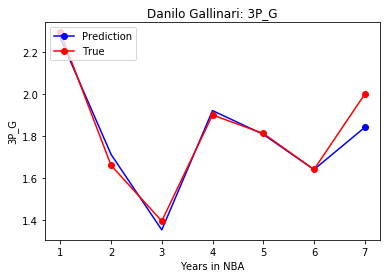 Danilo Gallinari: 3P_G
Prediction
True
2.2
2.0
1.8
1.6
1.4
3P_G
1 2 3 4 5 6 7
Years in NBA